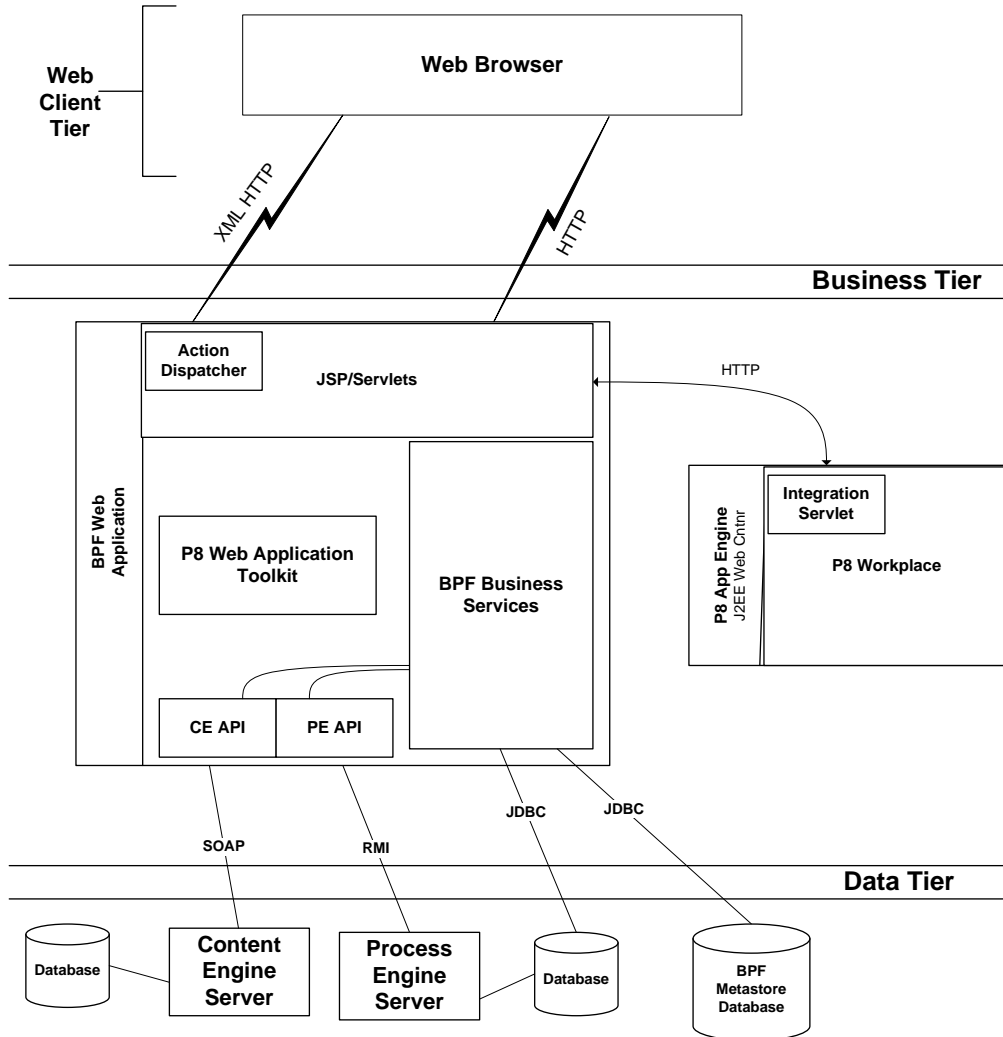 Web Browser
Web
Client
Tier
XML HTTP
HTTP
Business Tier
Action
Dispatcher
JSP/Servlets
HTTP
BPF Web
Application
P8 Web Application
Toolkit
BPF Business
Services
P8 App Engine
J2EE Web Cntnr
Integration
Servlet
P8 Workplace
CE API
PE API
SOAP
RMI
JDBC
JDBC
Data Tier
Database
Content
Engine
Server
Process
Engine
Server
Database
BPF
Metastore
Database